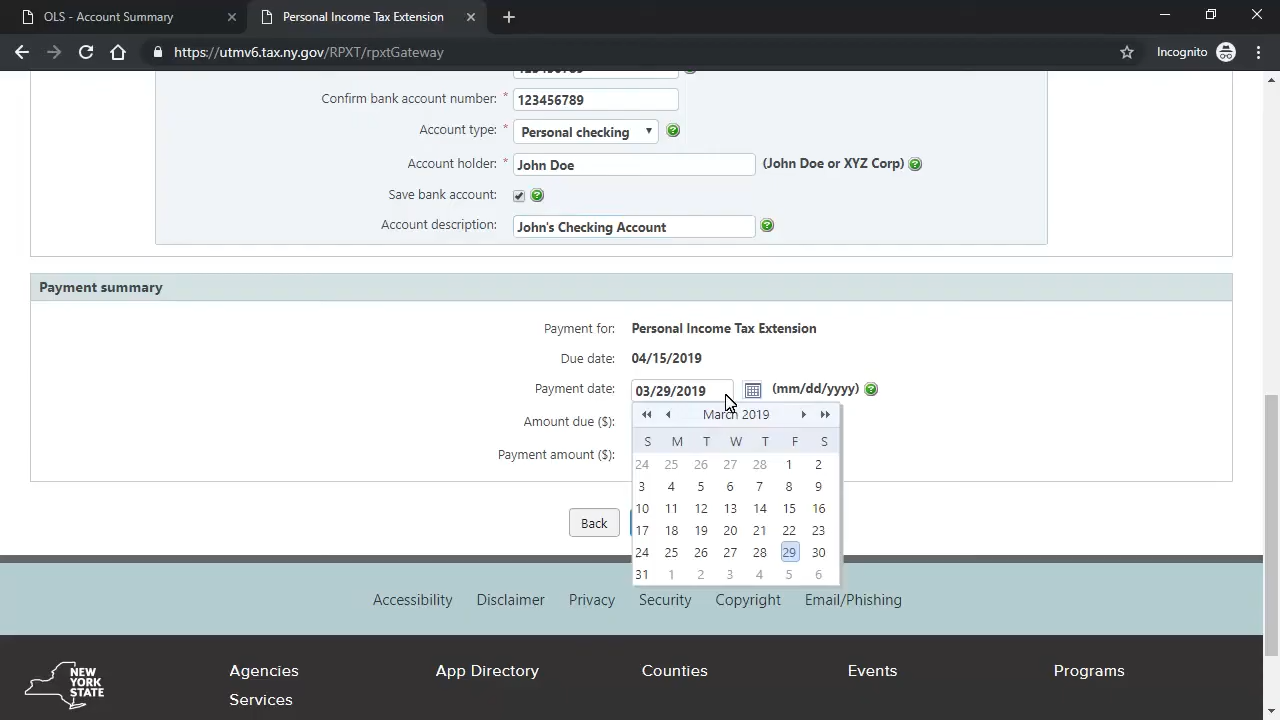 OLS - Account Summary
Personal Income Tax Extension
https://utmv6.tax.ny.gov/RPXT/rpxtGateway
Incognito
Confirm bank account number: * 123456789
Account type: * Personal checking
Account holder: * John Doe (John Doe or XYZ Corp)
Save bank account:
Account description: John's Checking Account
Payment summary
Payment for: Personal Income Tax Extension
Due date: 04/15/2019
Payment date: 03/29/2019 (mm/dd/yyyy)
March 2019
Amount due ($):
S M T W T F S
Payment amount ($):
24 25 26 27 28 1 2
3 4 5 6 7 8 9
10 11 12 13 14 15 16
Back
17 18 19 20 21 22 23
24 25 26 27 28 29 30
31 1 2 3 4 5 6
Accessibility Disclaimer Privacy Security Copyright Email/Phishing
NEW YORK STATE
Agencies App Directory Counties Events Programs
Services